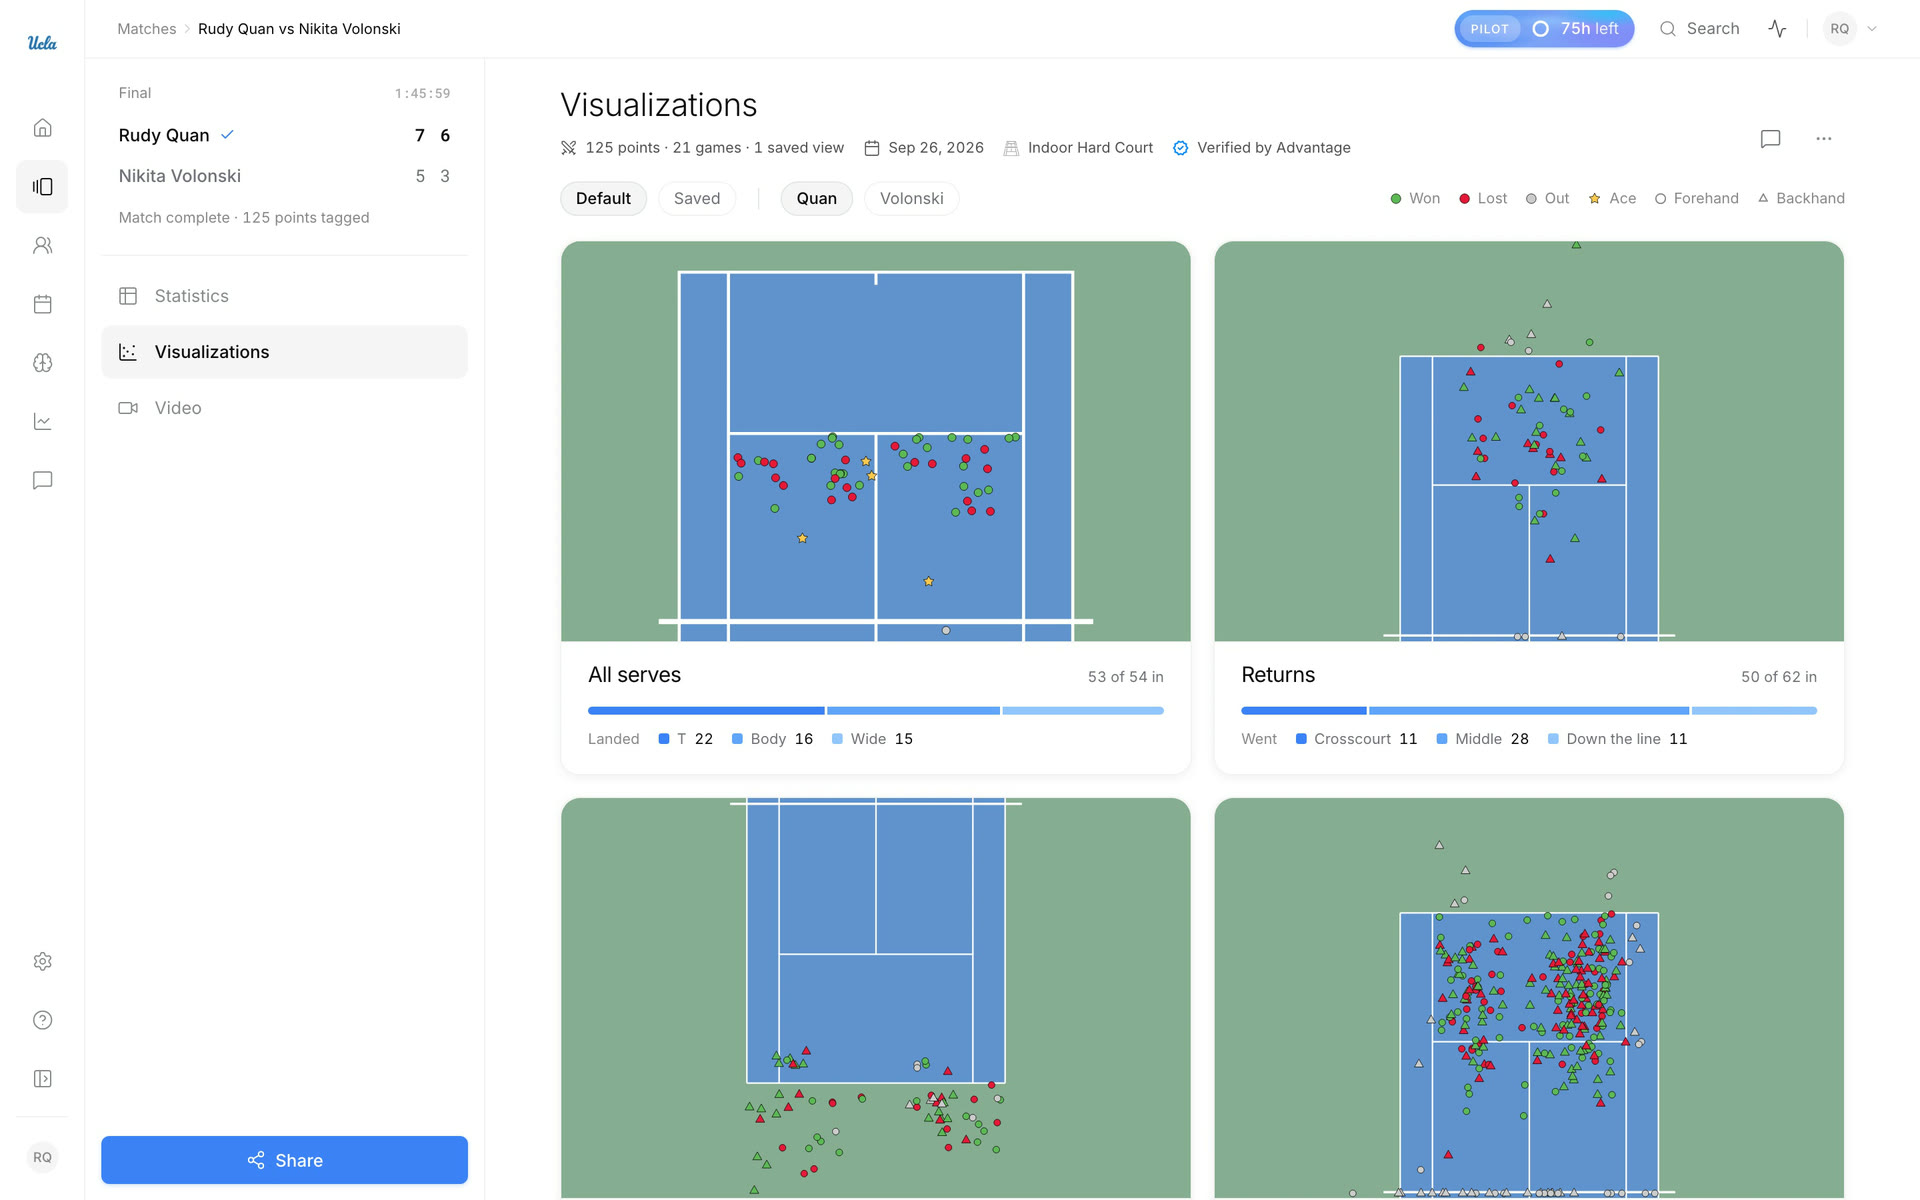 Ucla
Matches > Rudy Quan vs Nikita Volonski
PILOT 75h left
Search
RQ
Final 1:45:59
Rudy Quan 7 6
Nikita Volonski 5 3
Match complete · 125 points tagged
Statistics
Visualizations
Video
Share
RQ
Visualizations
125 points · 21 games · 1 saved view Sep 26, 2026 Indoor Hard Court Verified by Advantage
Default Saved Quan Volonski
Won Lost Out Ace Forehand Backhand
All serves 53 of 54 in
Landed T 22 Body 16 Wide 15
Returns 50 of 62 in
Went Crosscourt 11 Middle 28 Down the line 11